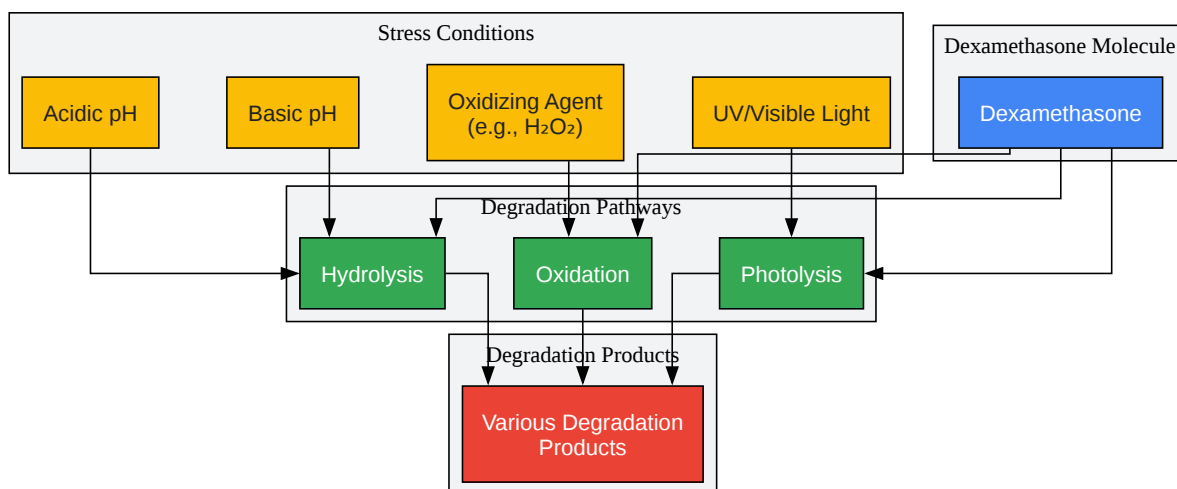 Stress Conditions
Dexamethasone Molecule
Acidic pH
Basic pH
Oxidizing Agent
(e.g., H₂O₂)
UV/Visible Light
Dexamethasone
Degradation Pathways
Hydrolysis
Oxidation
Photolysis
Degradation Products
Various Degradation
Products